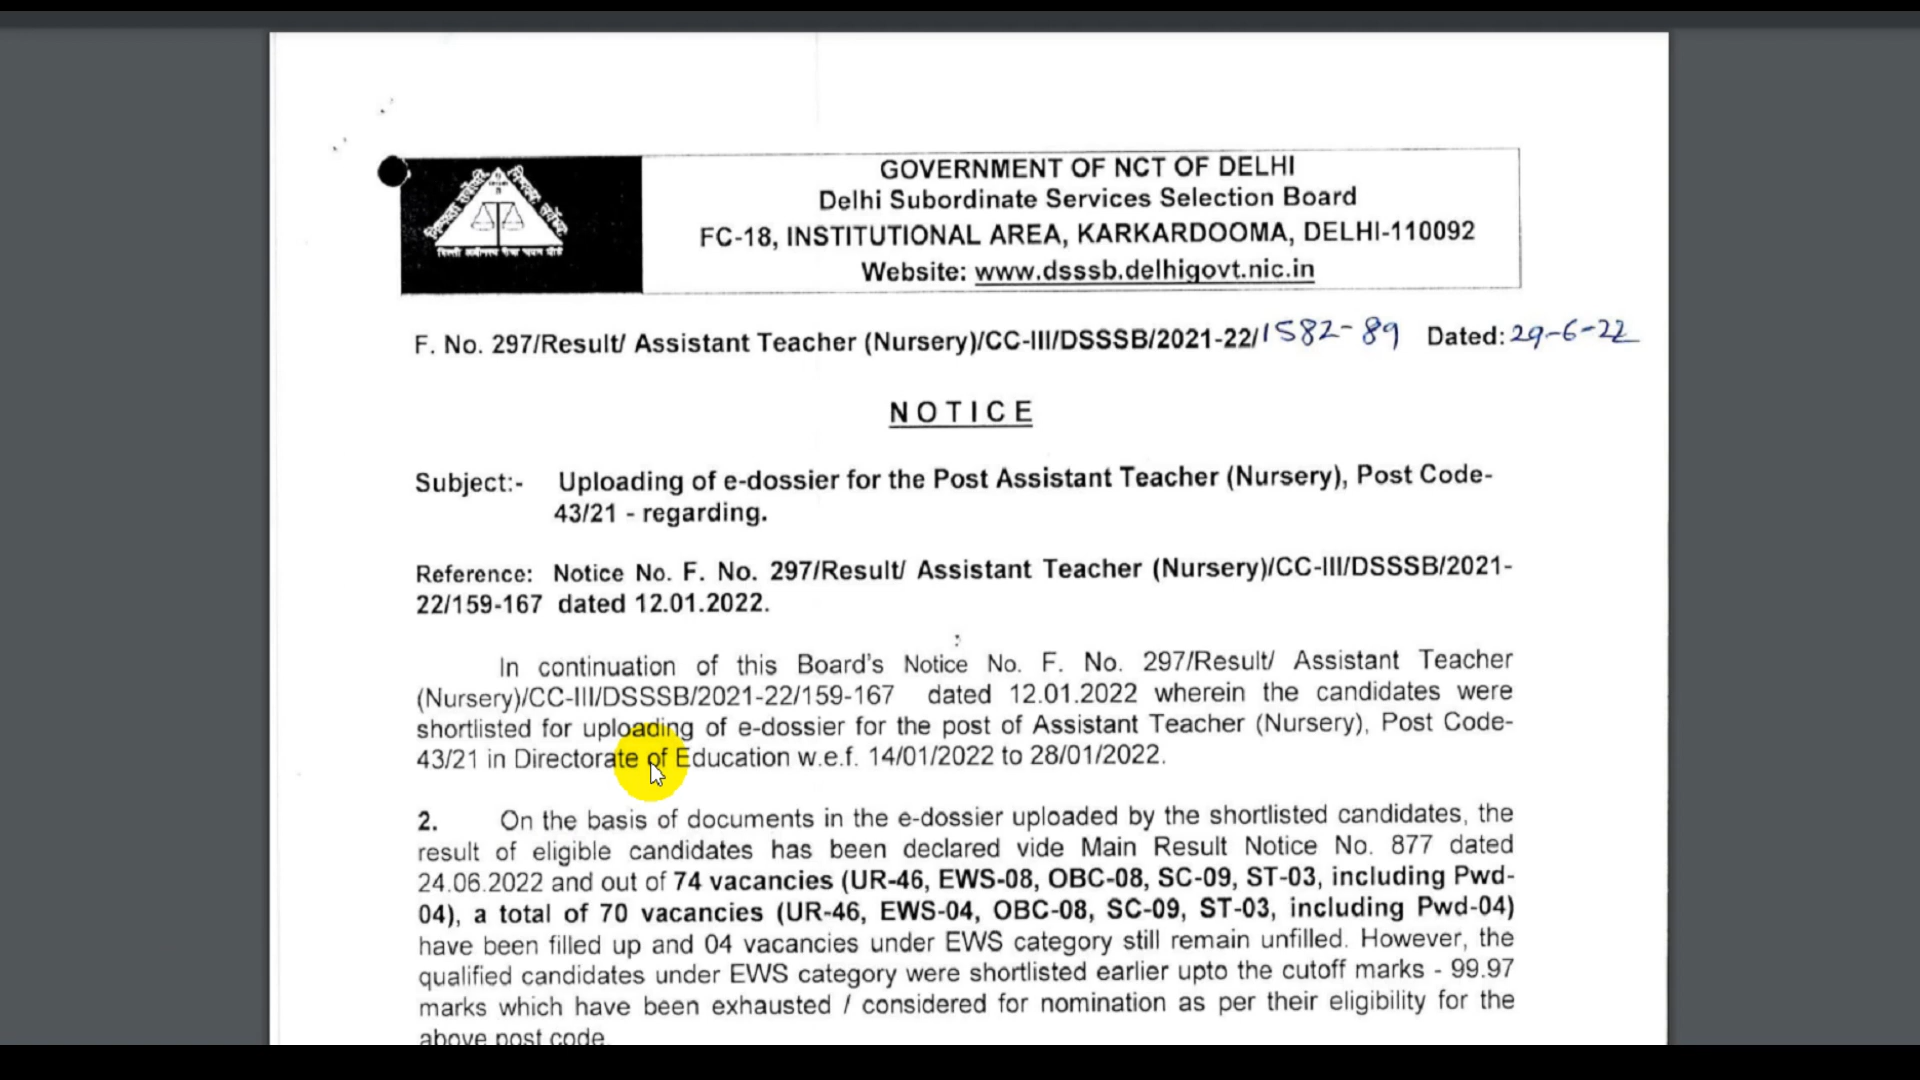 GOVERNMENT OF NCT OF DELHI
Delhi Subordinate Services Selection Board
FC-18, INSTITUTIONAL AREA, KARKARDOOMA, DELHI-110092
Website: www.dsssb.delhigovt.nic.in
F. No. 297/Result/ Assistant Teacher (Nursery)/CC-III/DSSSB/2021-22/1582-89 Dated: 29-6-22
NOTICE
Subject:- Uploading of e-dossier for the Post Assistant Teacher (Nursery), Post Code-
43/21 - regarding.
Reference: Notice No. F. No. 297/Result/ Assistant Teacher (Nursery)/CC-III/DSSSB/2021-
22/159-167 dated 12.01.2022.
In continuation of this Board's Notice No. F. No. 297/Result/ Assistant Teacher
(Nursery)/CC-III/DSSSB/2021-22/159-167 dated 12.01.2022 wherein the candidates were
shortlisted for uploading of e-dossier for the post of Assistant Teacher (Nursery), Post Code-
43/21 in Directorate of Education w.e.f. 14/01/2022 to 28/01/2022.
2. On the basis of documents in the e-dossier uploaded by the shortlisted candidates, the
result of eligible candidates has been declared vide Main Result Notice No. 877 dated
24.06.2022 and out of 74 vacancies (UR-46, EWS-08, OBC-08, SC-09, ST-03, including Pwd-
04), a total of 70 vacancies (UR-46, EWS-04, OBC-08, SC-09, ST-03, including Pwd-04)
have been filled up and 04 vacancies under EWS category still remain unfilled. However, the
qualified candidates under EWS category were shortlisted earlier upto the cutoff marks - 99.97
marks which have been exhausted / considered for nomination as per their eligibility for the
above post code.